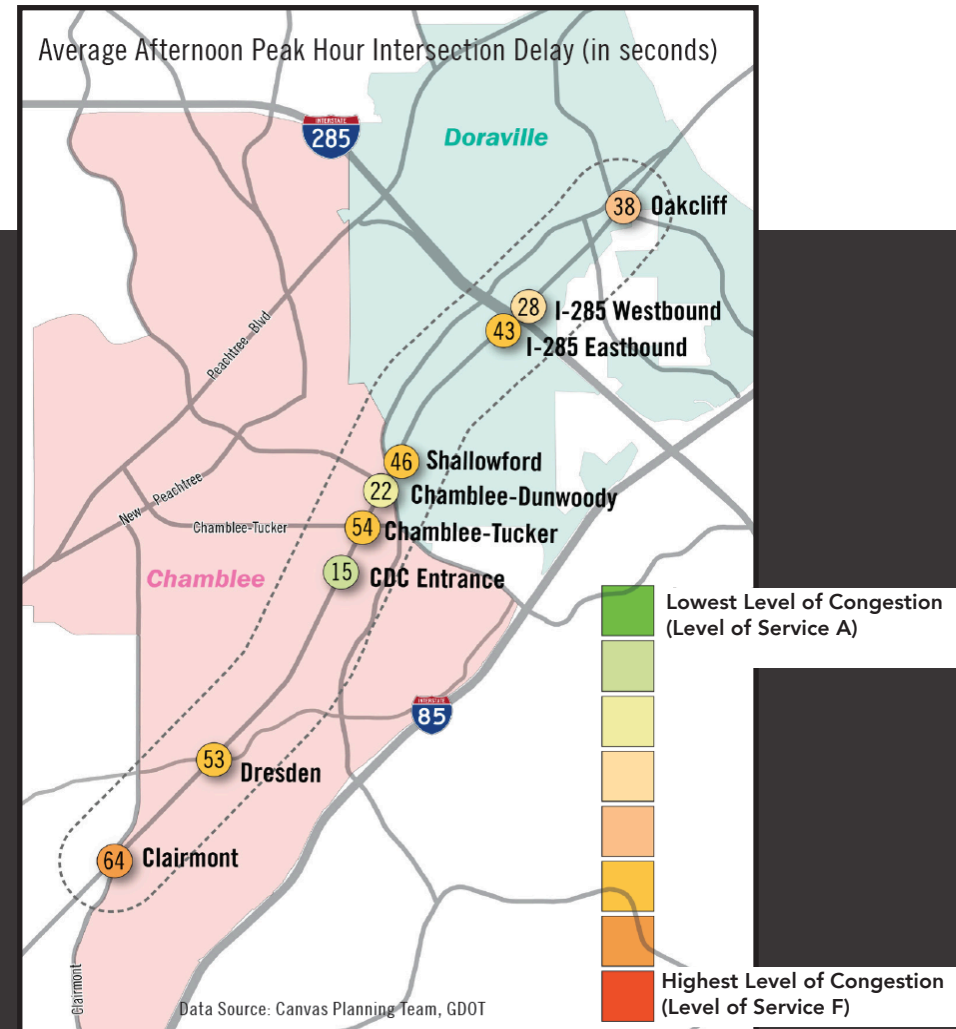 Average Afternoon Peak Hour Intersection Delay (in seconds)
INTERSTATE
285
Doraville
38 Oakcliff
28 I-285 Westbound
43 I-285 Eastbound
Peachtree Blvd
46 Shallowford
22 Chamblee-Dunwoody
New Peachtree
Chamblee-Tucker
54 Chamblee-Tucker
Chamblee
15 CDC Entrance
Lowest Level of Congestion
(Level of Service A)
INTERSTATE
85
53 Dresden
64 Clairmont
Clairmont
Highest Level of Congestion
(Level of Service F)
Data Source: Canvas Planning Team, GDOT